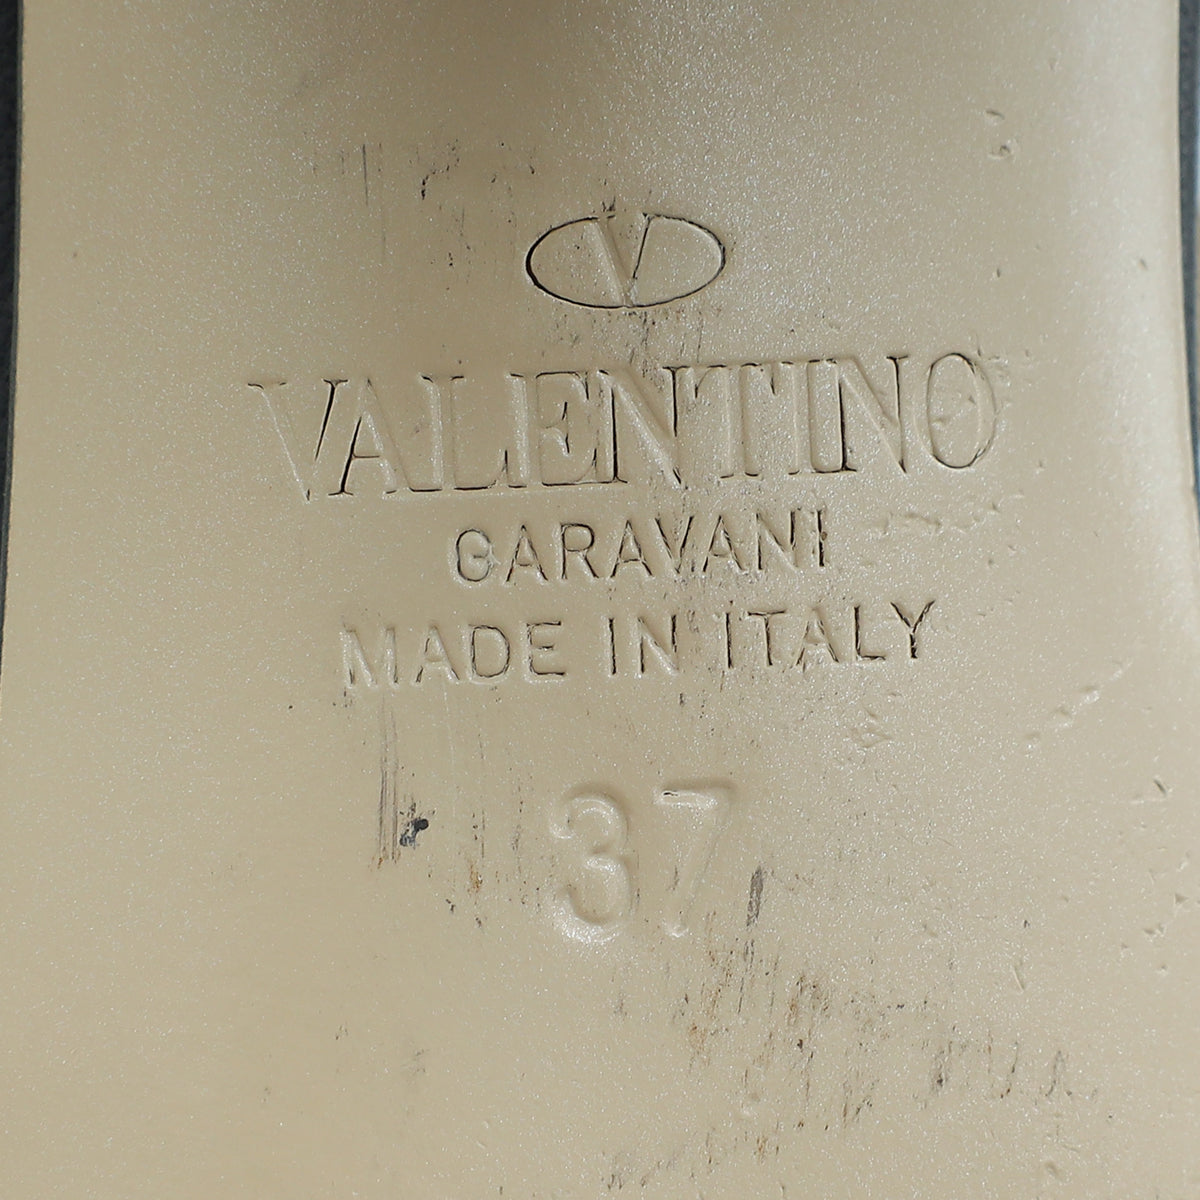 V
VALENTINO
GARAVANI
MADE IN ITALY
37